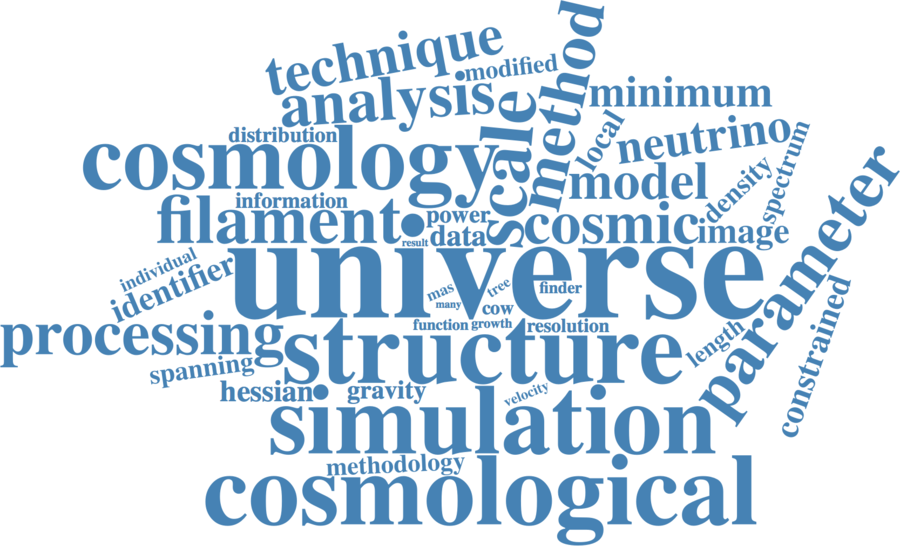 technique
modified
analysis
method
minimum
scale
local
neutrino
spectrum
distribution
cosmology
model
density
parameter
information
filament
power
data
result
cosmic
image
universe
individual
identifier
mas
many
tree
cow
finder
processing
function
growth
resolution
structure
length
constrained
spanning
hessian
gravity
velocity
simulation
methodology
cosmological